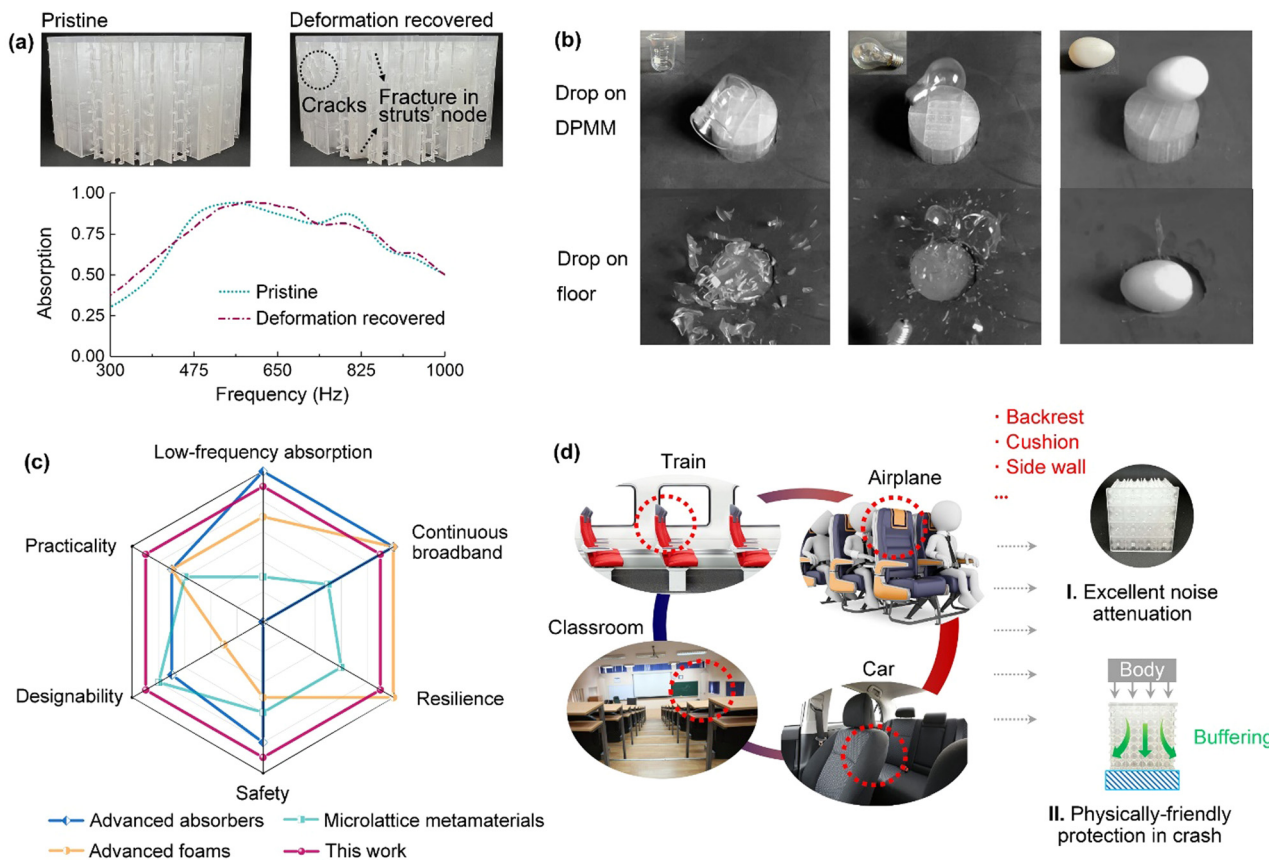 (a)
Pristine
Deformation recovered
Cracks
Fracture in
struts' node
Absorption
1.00
0.75
0.50
0.25
0.00
Pristine
Deformation recovered
300
475
650
825
1000
Frequency (Hz)
(b)
Drop on
DPMM
Drop on
floor
(c)
Low-frequency absorption
Continuous
broadband
Resilience
Safety
Designability
Practicality
Advanced absorbers
Microlattice metamaterials
Advanced foams
This work
(d)
Train
Airplane
Classroom
Car
· Backrest
· Cushion
· Side wall
...
I. Excellent noise
attenuation
Body
Buffering
II. Physically-friendly
protection in crash